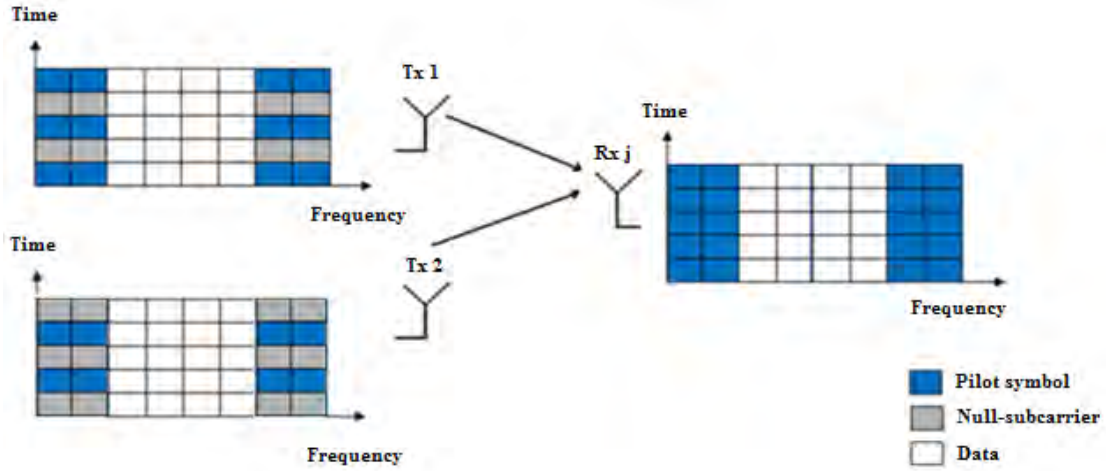 Time
Frequency
Tx 1
Time
Frequency
Tx 2
Rx j
Time
Frequency
Pilot symbol
Null-subcarrier
Data